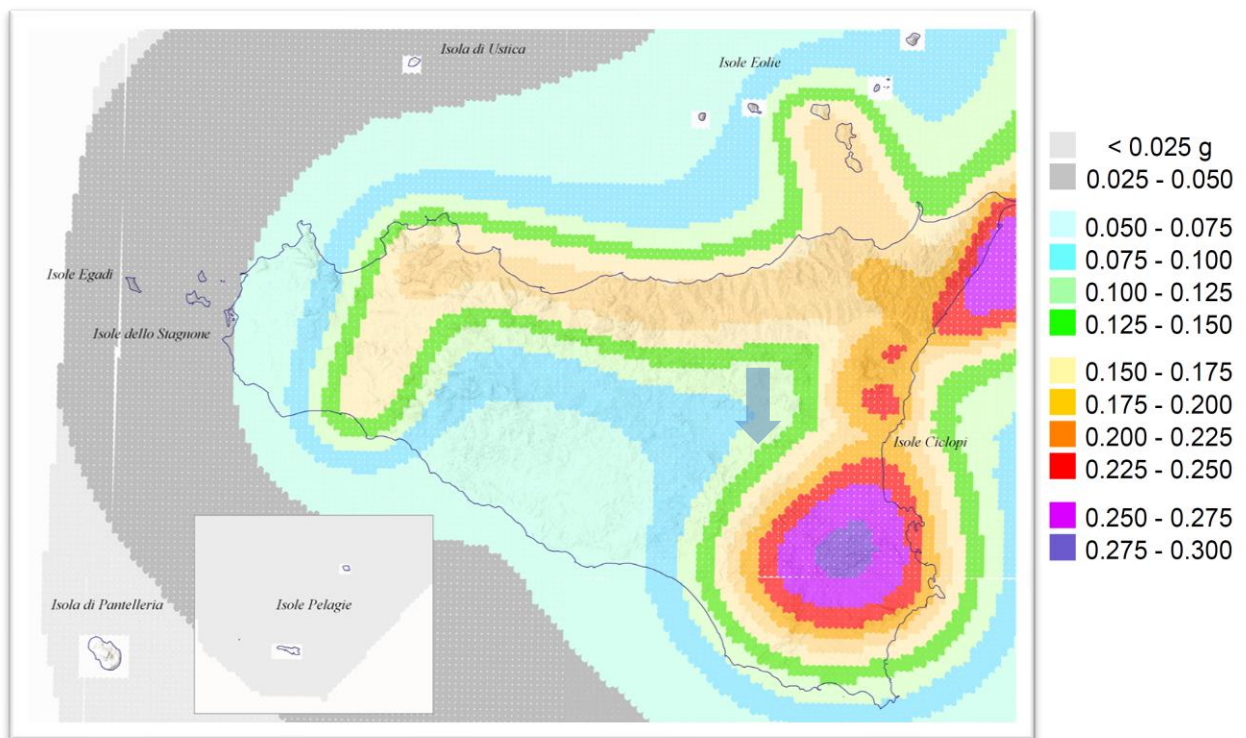 Isola di Ustica
Isole Eolie
Isole Egadi
Isole dello Stagnone
Isole Ciclopi
Isola di Pantelleria
Isole Pelagie
< 0.025 g
0.025 - 0.050
0.050 - 0.075
0.075 - 0.100
0.100 - 0.125
0.125 - 0.150
0.150 - 0.175
0.175 - 0.200
0.200 - 0.225
0.225 - 0.250
0.250 - 0.275
0.275 - 0.300